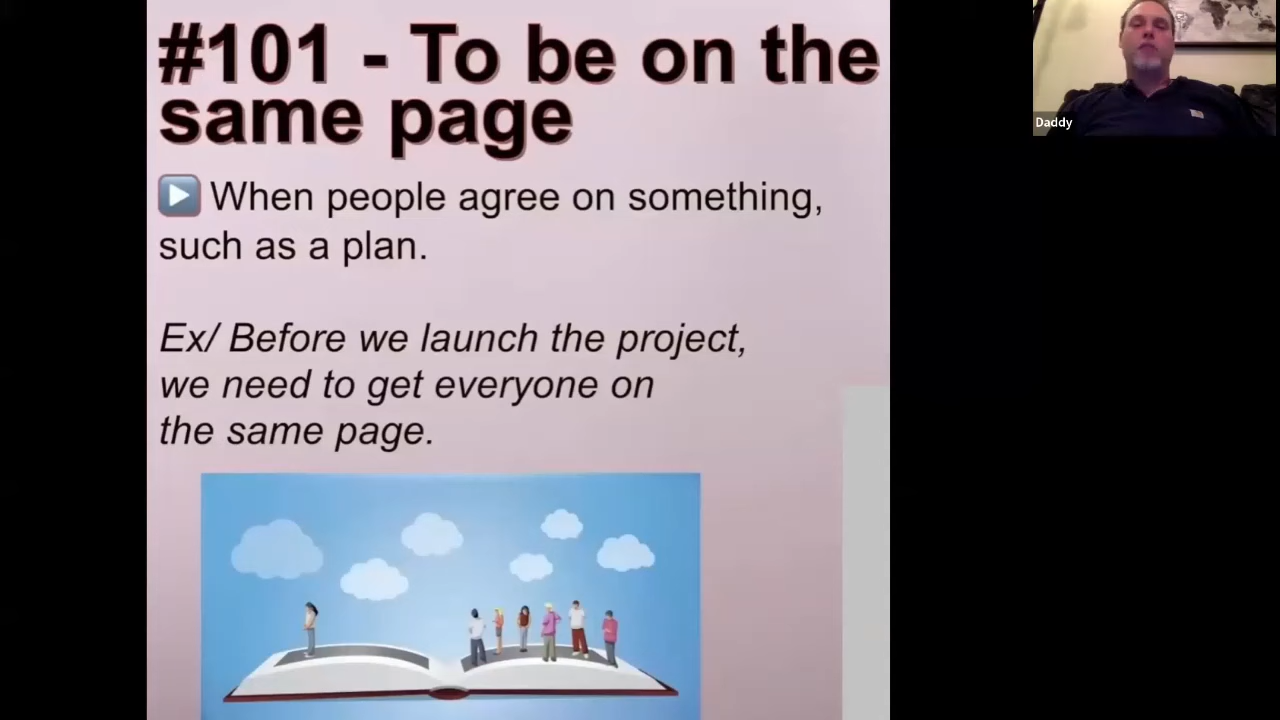 #101 - To be on the
same page
When people agree on something,
such as a plan.
Ex/ Before we launch the project,
we need to get everyone on
the same page.
Daddy